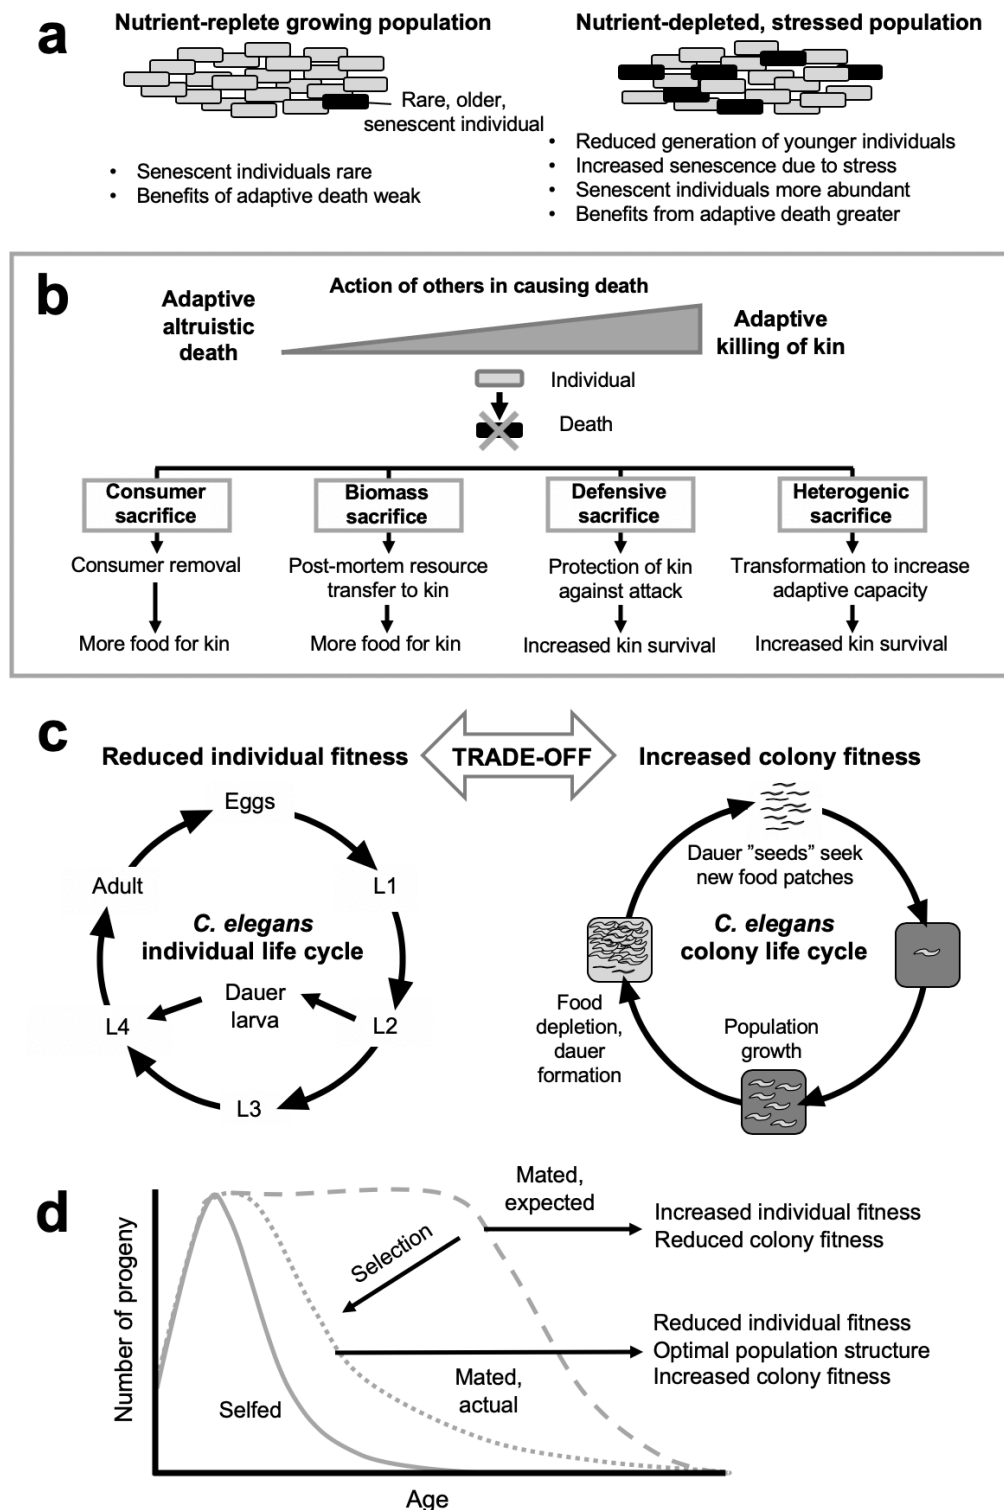 a
Nutrient-replete growing population
Rare, older,
senescent individual
• Senescent individuals rare
• Benefits of adaptive death weak
Nutrient-depleted, stressed population
• Reduced generation of younger individuals
• Increased senescence due to stress
• Senescent individuals more abundant
• Benefits from adaptive death greater
b
Action of others in causing death
Adaptive
altruistic
death
Adaptive
killing of kin
Individual
Death
Consumer
sacrifice
Consumer removal
More food for kin
Biomass
sacrifice
Post-mortem resource
transfer to kin
More food for kin
Defensive
sacrifice
Protection of kin
against attack
Increased kin survival
Heterogenic
sacrifice
Transformation to increase
adaptive capacity
Increased kin survival
c
Reduced individual fitness
TRADE-OFF
Increased colony fitness
Eggs
L1
L2
L3
L4
Adult
Dauer
larva
C. elegans
individual life cycle
Dauer ”seeds” seek
new food patches
C. elegans
colony life cycle
Population
growth
Food
depletion,
dauer
formation
d
Number of progeny
Age
Selfed
Selection
Mated,
expected
Increased individual fitness
Reduced colony fitness
Mated,
actual
Reduced individual fitness
Optimal population structure
Increased colony fitness